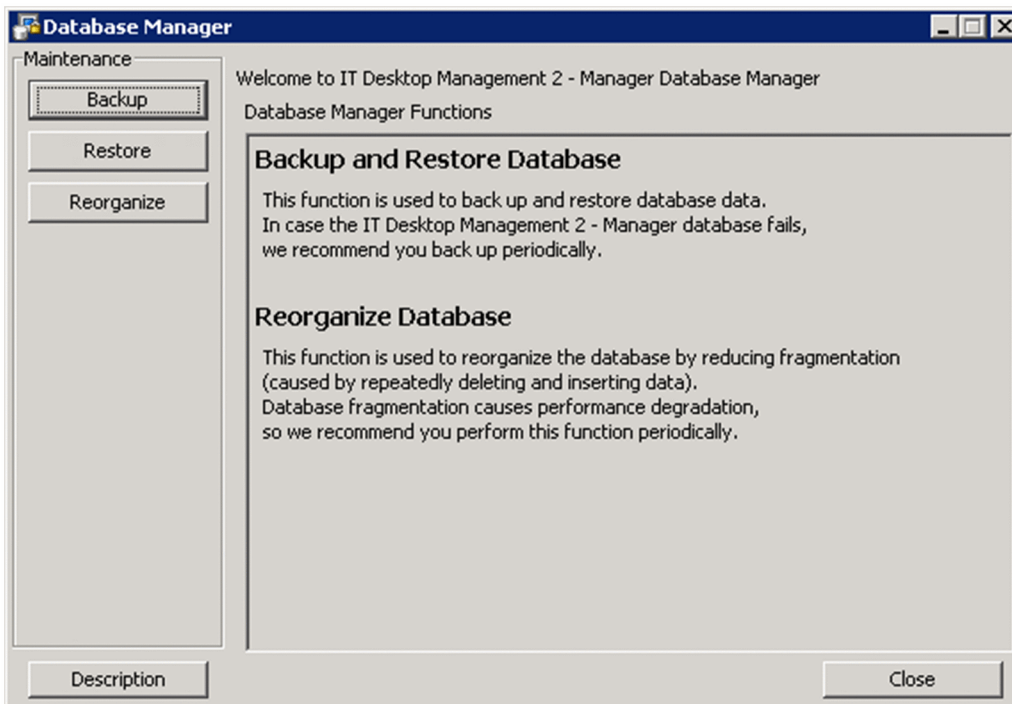 Database Manager
Maintenance
Backup
Restore
Reorganize
Welcome to IT Desktop Management 2 - Manager Database Manager
Database Manager Functions
Backup and Restore Database
This function is used to back up and restore database data.
In case the IT Desktop Management 2 - Manager database fails,
we recommend you back up periodically.
Reorganize Database
This function is used to reorganize the database by reducing fragmentation
(caused by repeatedly deleting and inserting data).
Database fragmentation causes performance degradation,
so we recommend you perform this function periodically.
Description
Close